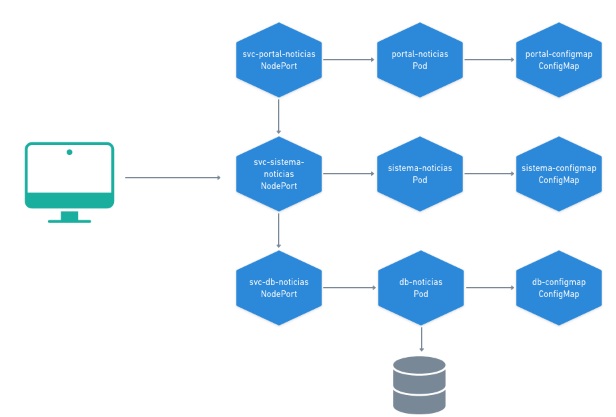 svc-portal-noticias
NodePort
portal-noticias
Pod
portal-configmap
ConfigMap
svc-sistema-
noticias
NodePort
sistema-noticias
Pod
sistema-configmap
ConfigMap
svc-db-noticias
NodePort
db-noticias
Pod
db-configmap
ConfigMap